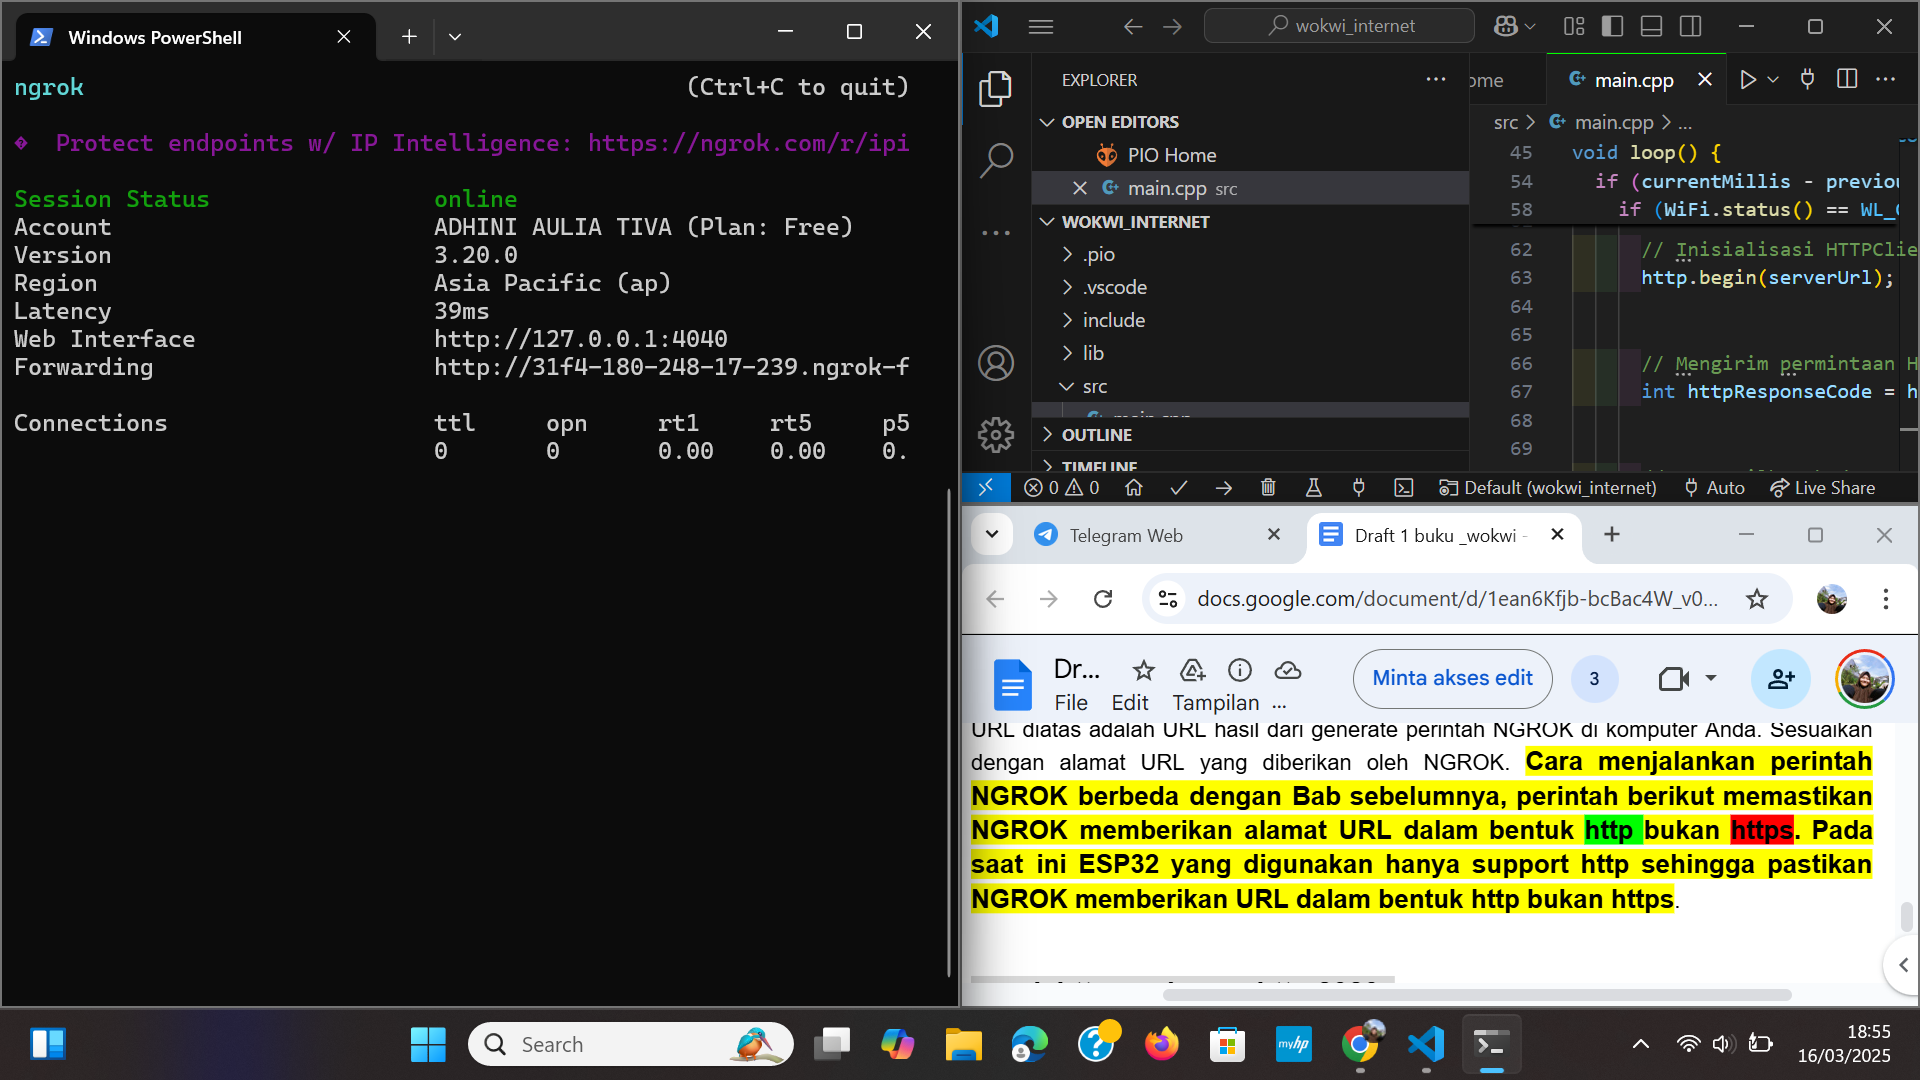 Windows PowerShell
ngrok (Ctrl+C to quit)
Protect endpoints w/ IP Intelligence: https://ngrok.com/r/ipi
Session Status online
Account ADHINI AULIA TIVA (Plan: Free)
Version 3.20.0
Region Asia Pacific (ap)
Latency 39ms
Web Interface http://127.0.0.1:4040
Forwarding http://31f4-180-248-17-239.ngrok-f
Connections ttl opn rt1 rt5 p5
0 0 0.00 0.00 0.
wokwi_internet
EXPLORER
OPEN EDITORS
PIO Home
main.cpp src
WOKWI_INTERNET
.pio
.vscode
include
lib
src
main.cpp
OUTLINE
TIMELINE
ome
main.cpp
src > main.cpp > ...
45 void loop() {
54 if (currentMillis - previou
58 if (WiFi.status() == WL_C
62 // Inisialisasi HTTPClie
63 http.begin(serverUrl);
64
65
66 // Mengirim permintaan H
67 int httpResponseCode = h
68
69
0 0 Default (wokwi_internet) Auto Live Share
Telegram Web
Draft 1 buku _wokwi -
docs.google.com/document/d/1ean6Kfjb-bcBac4W_v0...
Dr...
File Edit Tampilan ...
Minta akses edit
3
URL diatas adalah URL hasil dari generate perintah NGROK di komputer Anda. Sesuaikan
dengan alamat URL yang diberikan oleh NGROK. Cara menjalankan perintah
NGROK berbeda dengan Bab sebelumnya, perintah berikut memastikan
NGROK memberikan alamat URL dalam bentuk http bukan https. Pada
saat ini ESP32 yang digunakan hanya support http sehingga pastikan
NGROK memberikan URL dalam bentuk http bukan https.
Search
myhp
18:55
16/03/2025